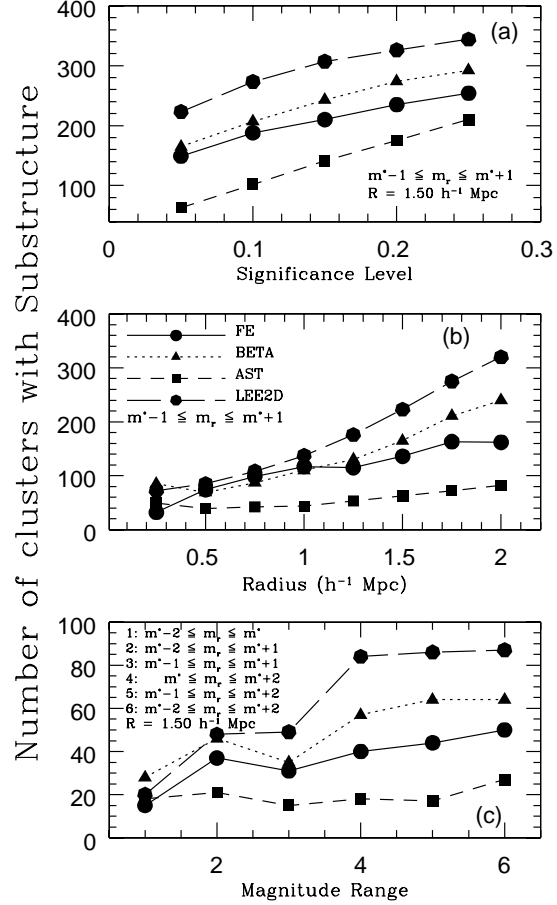 Number of clusters with Substructure
400
300
200
100
(a)
m*-1 ≦ m_r ≦ m*+1
R = 1.50 h⁻¹ Mpc
0 0.1 0.2 0.3
Significance Level
400
300
200
100
0
(b)
FE
BETA
AST
LEE2D
m*-1 ≦ m_r ≦ m*+1
0 0.5 1 1.5 2
Radius (h⁻¹ Mpc)
100
80
60
40
20
0
1: m*-2 ≦ m_r ≦ m*
2: m*-2 ≦ m_r ≦ m*+1
3: m*-1 ≦ m_r ≦ m*+1
4: m* ≦ m_r ≦ m*+2
5: m*-1 ≦ m_r ≦ m*+2
6: m*-2 ≦ m_r ≦ m*+2
R = 1.50 h⁻¹ Mpc
(c)
2 4 6
Magnitude Range